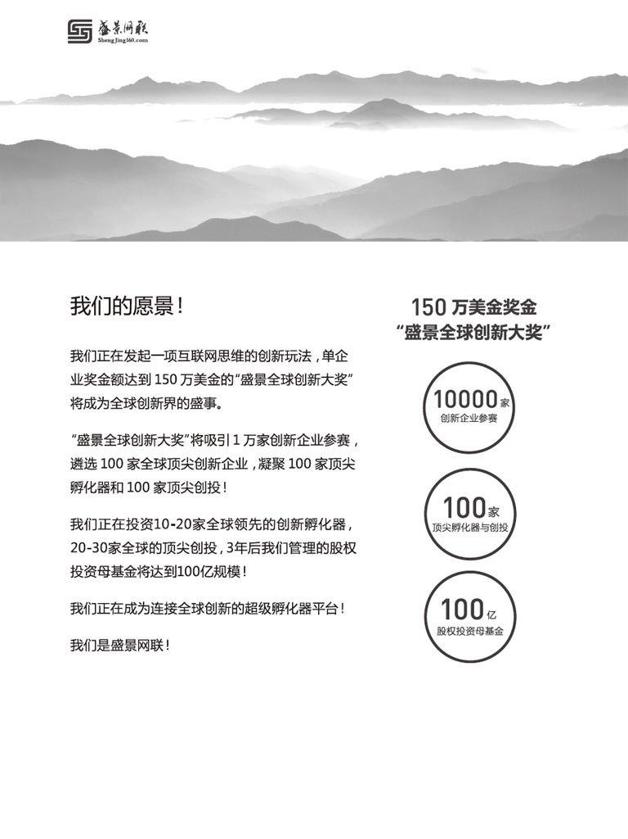 盛景网联
ShengJing360.com
我们的愿景！
我们正在发起一项互联网思维的创新玩法，单企
业奖金额达到 150 万美金的“盛景全球创新大奖”
将成为全球创新界的盛事。
“盛景全球创新大奖”将吸引 1 万家创新企业参赛，
遴选 100 家全球顶尖创新企业，凝聚 100 家顶尖
孵化器和 100 家顶尖创投！
我们正在投资10-20家全球领先的创新孵化器，
20-30家全球的顶尖创投，3年后我们管理的股权
投资母基金将达到100亿规模！
我们正在成为连接全球创新的超级孵化器平台！
我们是盛景网联！
150 万美金奖金
“盛景全球创新大奖”
10000 家
创新企业参赛
100 家
顶尖孵化器与创投
100 亿
股权投资母基金